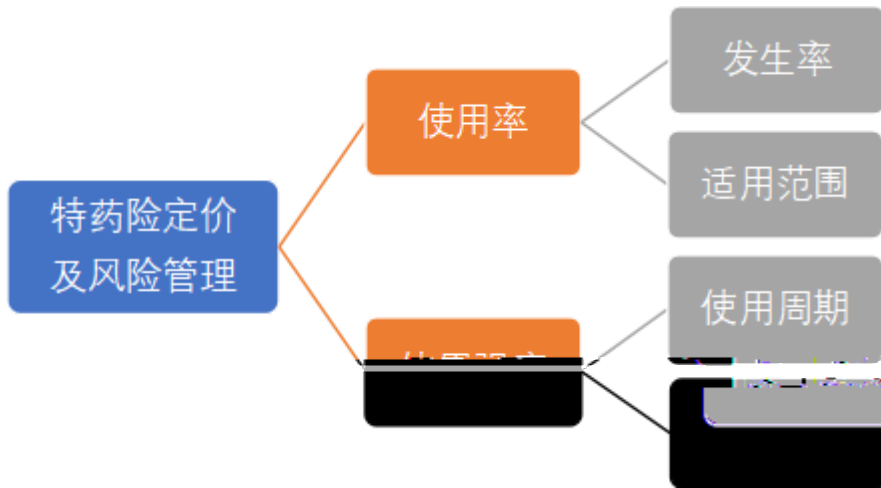 发生率
使用率
适用范围
特药险定价
及风险管理
使用周期